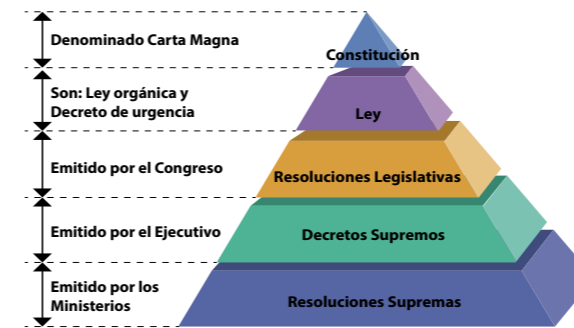 Denominado Carta Magna
Constitución
Son: Ley orgánica y
Decreto de urgencia
Ley
Emitido por el Congreso
Resoluciones Legislativas
Emitido por el Ejecutivo
Decretos Supremos
Emitido por los
Ministerios
Resoluciones Supremas